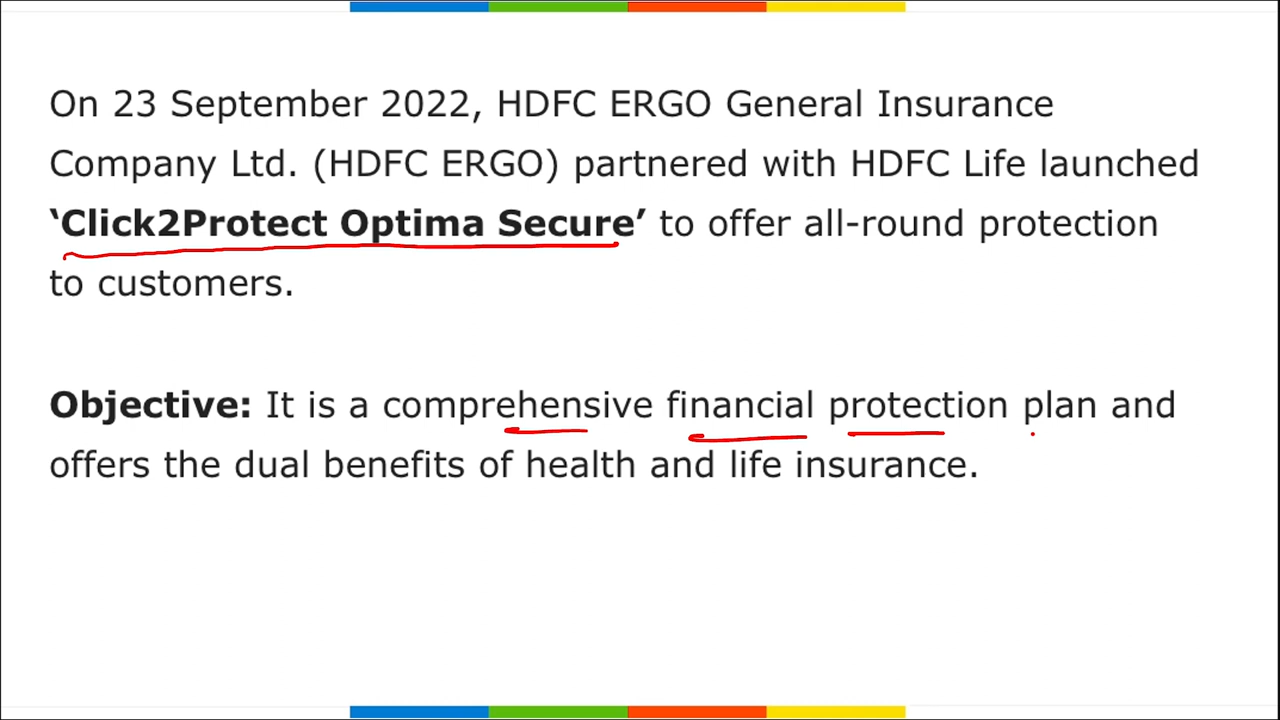 On 23 September 2022, HDFC ERGO General Insurance
Company Ltd. (HDFC ERGO) partnered with HDFC Life launched
‘Click2Protect Optima Secure’ to offer all-round protection
to customers.
Objective: It is a comprehensive financial protection plan and
offers the dual benefits of health and life insurance.